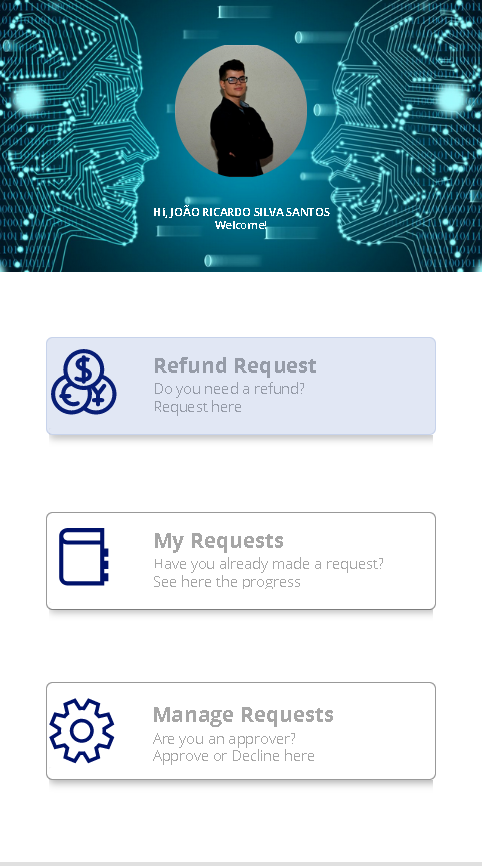 Hi, JOÃO RICARDO SILVA SANTOS
Welcome!
Refund Request
Do you need a refund?
Request here
My Requests
Have you already made a request?
See here the progress
Manage Requests
Are you an approver?
Approve or Decline here